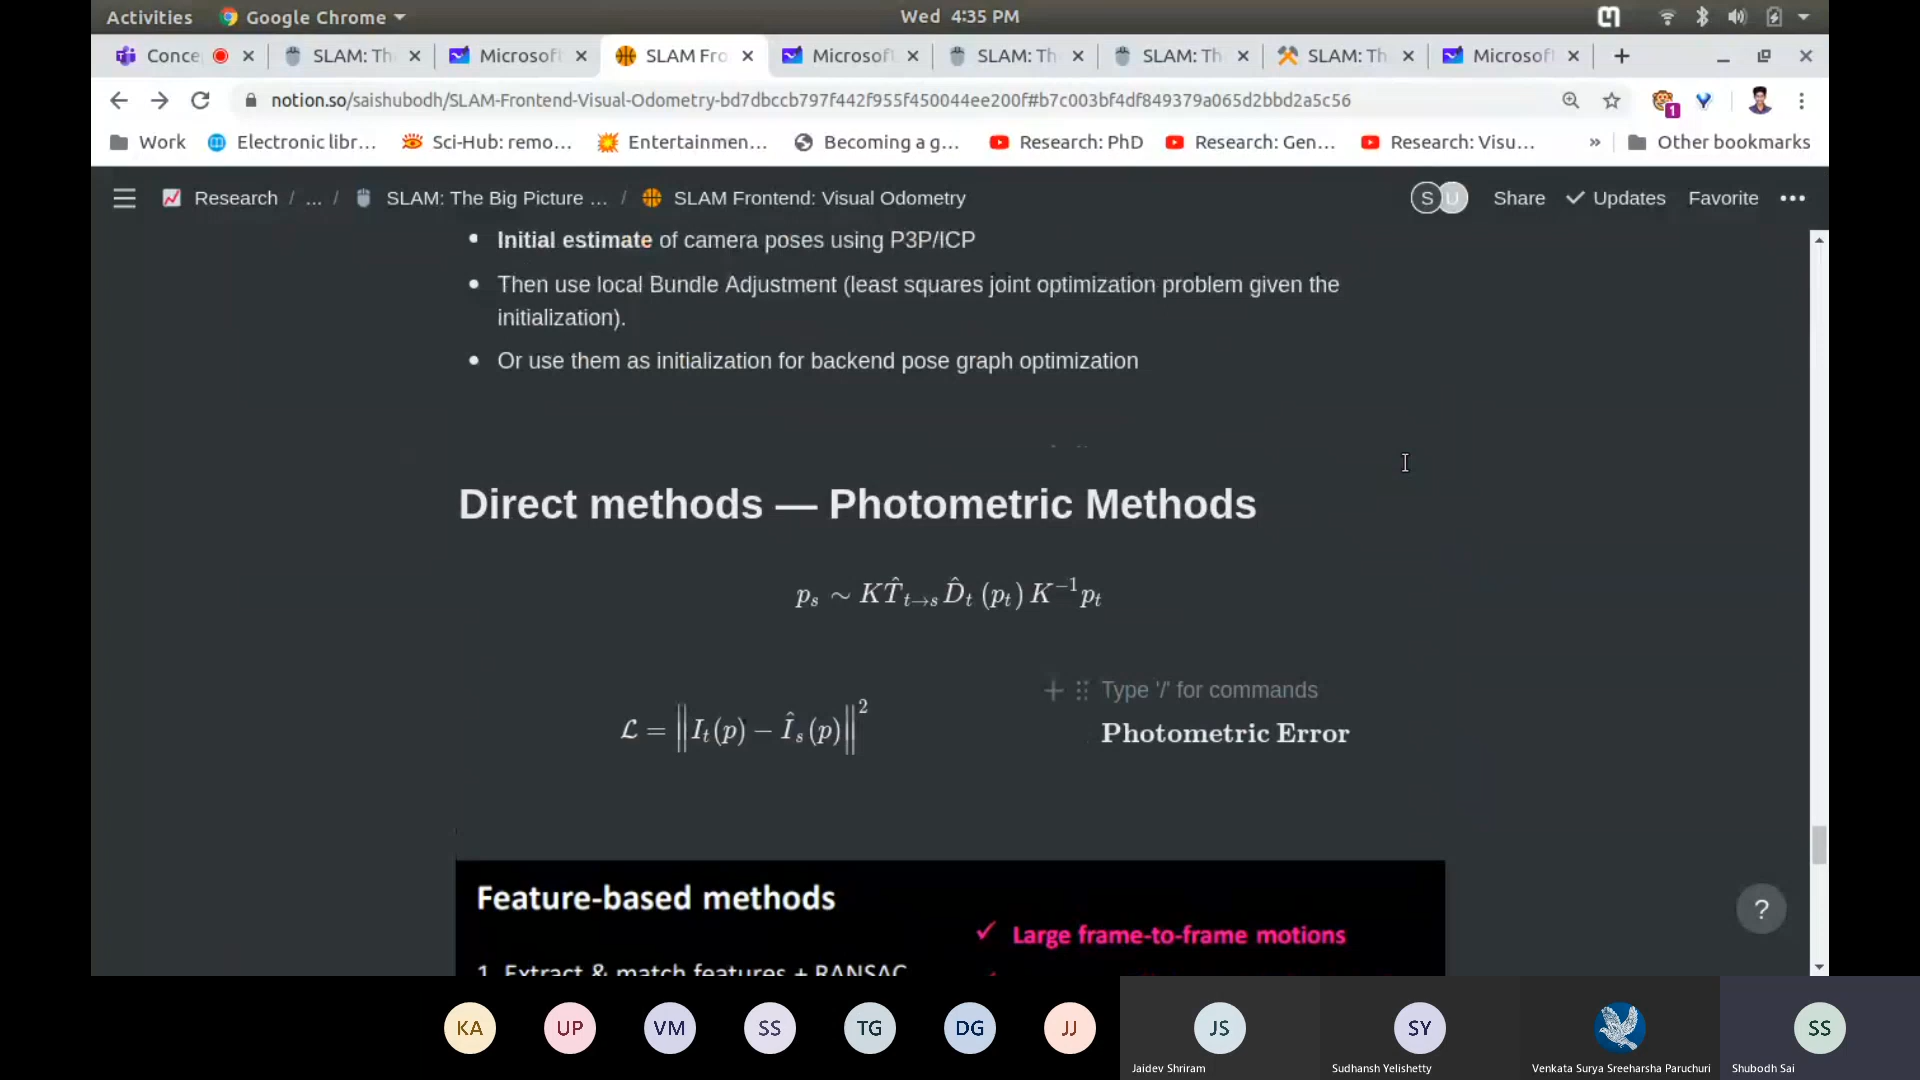 Activities Google Chrome Wed 4:35 PM
Conce SLAM: Th Microsof SLAM Fro Microsof SLAM: Th SLAM: Th SLAM: Th Microsof
notion.so/saishubodh/SLAM-Frontend-Visual-Odometry-bd7dbccb797f442f955f450044ee200f#b7c003bf4df849379a065d2bbd2a5c56 1
Work Electronic libr... Sci-Hub: remo... Entertainmen... Becoming a g... Research: PhD Research: Gen... Research: Visu... » Other bookmarks
Research / ... / SLAM: The Big Picture ... / SLAM Frontend: Visual Odometry S U Share ✓ Updates Favorite •••
• Initial estimate of camera poses using P3P/ICP
• Then use local Bundle Adjustment (least squares joint optimization problem given the
initialization).
• Or use them as initialization for backend pose graph optimization
Direct methods — Photometric Methods
p_s ∼ K T̂_{t→s} D̂_t (p_t) K^{−1} p_t
Type '/' for commands
ℒ = ‖I_t(p) − Î_s(p)‖²
Photometric Error
?
Feature-based methods
✓ Large frame-to-frame motions
1. Extract & match features + RANSAC
KA UP VM SS TG DG JJ JS SY SS
Jaidev Shriram Sudhansh Yelishetty Venkata Surya Sreeharsha Paruchuri Shubodh Sai